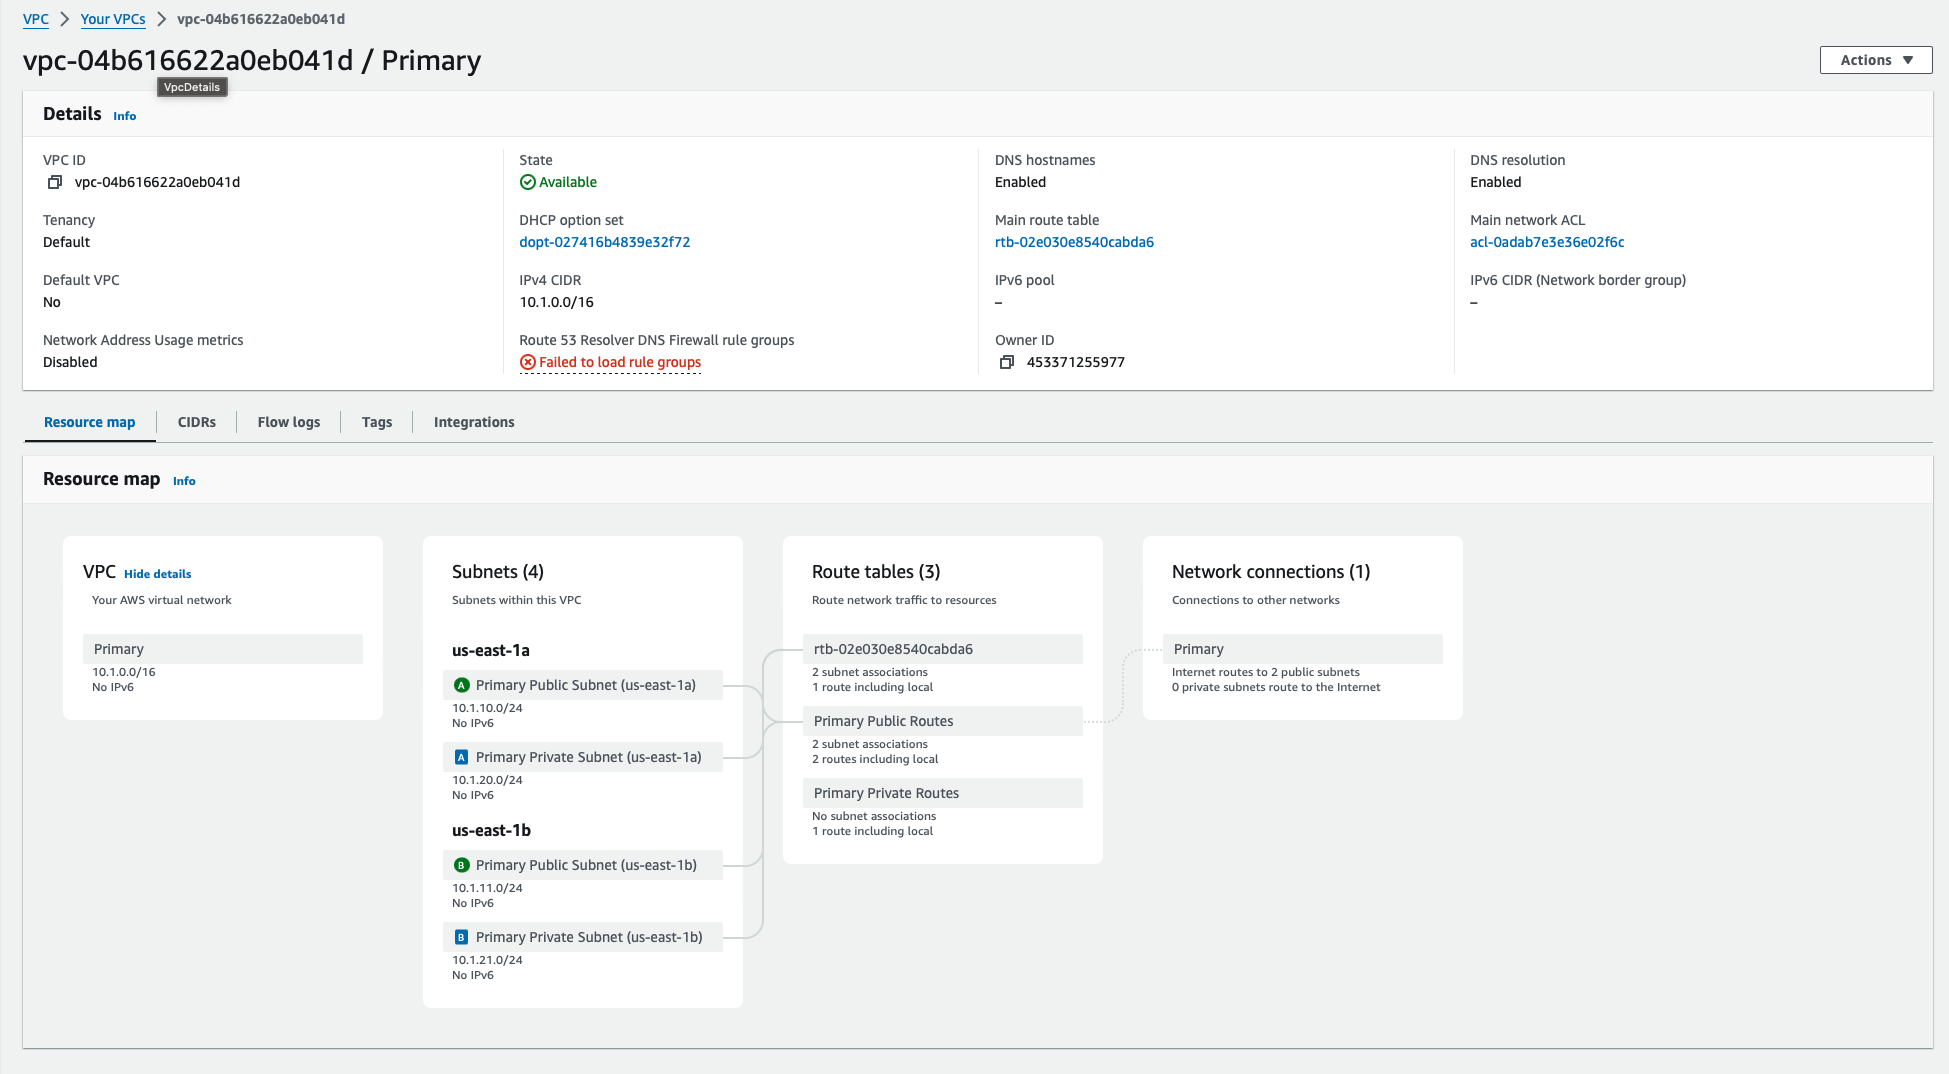 VPC > Your VPCs > vpc-04b616622a0eb041d
vpc-04b616622a0eb041d / Primary
Actions
VpcDetails
Details Info
VPC ID
vpc-04b616622a0eb041d
State
Available
DNS hostnames
Enabled
DNS resolution
Enabled
Tenancy
Default
DHCP option set
dopt-027416b4839e32f72
Main route table
rtb-02e030e8540cabda6
Main network ACL
acl-0adab7e3e36e02f6c
Default VPC
No
IPv4 CIDR
10.1.0.0/16
IPv6 pool
–
IPv6 CIDR (Network border group)
–
Network Address Usage metrics
Disabled
Route 53 Resolver DNS Firewall rule groups
Failed to load rule groups
Owner ID
453371255977
Resource map CIDRs Flow logs Tags Integrations
Resource map Info
VPC Hide details
Your AWS virtual network
Primary
10.1.0.0/16
No IPv6
Subnets (4)
Subnets within this VPC
us-east-1a
A Primary Public Subnet (us-east-1a)
10.1.10.0/24
No IPv6
A Primary Private Subnet (us-east-1a)
10.1.20.0/24
No IPv6
us-east-1b
B Primary Public Subnet (us-east-1b)
10.1.11.0/24
No IPv6
B Primary Private Subnet (us-east-1b)
10.1.21.0/24
No IPv6
Route tables (3)
Route network traffic to resources
rtb-02e030e8540cabda6
2 subnet associations
1 route including local
Primary Public Routes
2 subnet associations
2 routes including local
Primary Private Routes
No subnet associations
1 route including local
Network connections (1)
Connections to other networks
Primary
Internet routes to 2 public subnets
0 private subnets route to the Internet